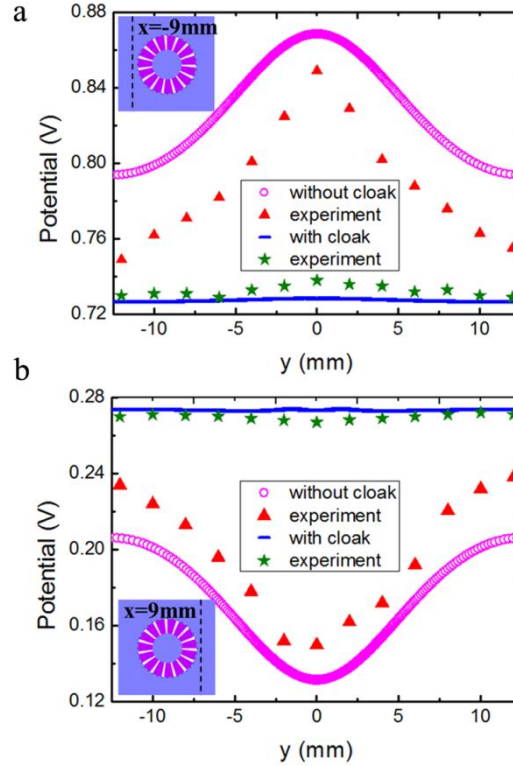 a
x=-9mm
0.88
0.84
0.80
0.76
0.72
Potential (V)
without cloak
experiment
with cloak
experiment
-10 -5 0 5 10
y (mm)
b
0.28
0.24
0.20
0.16
0.12
Potential (V)
without cloak
experiment
with cloak
experiment
x=9mm
-10 -5 0 5 10
y (mm)